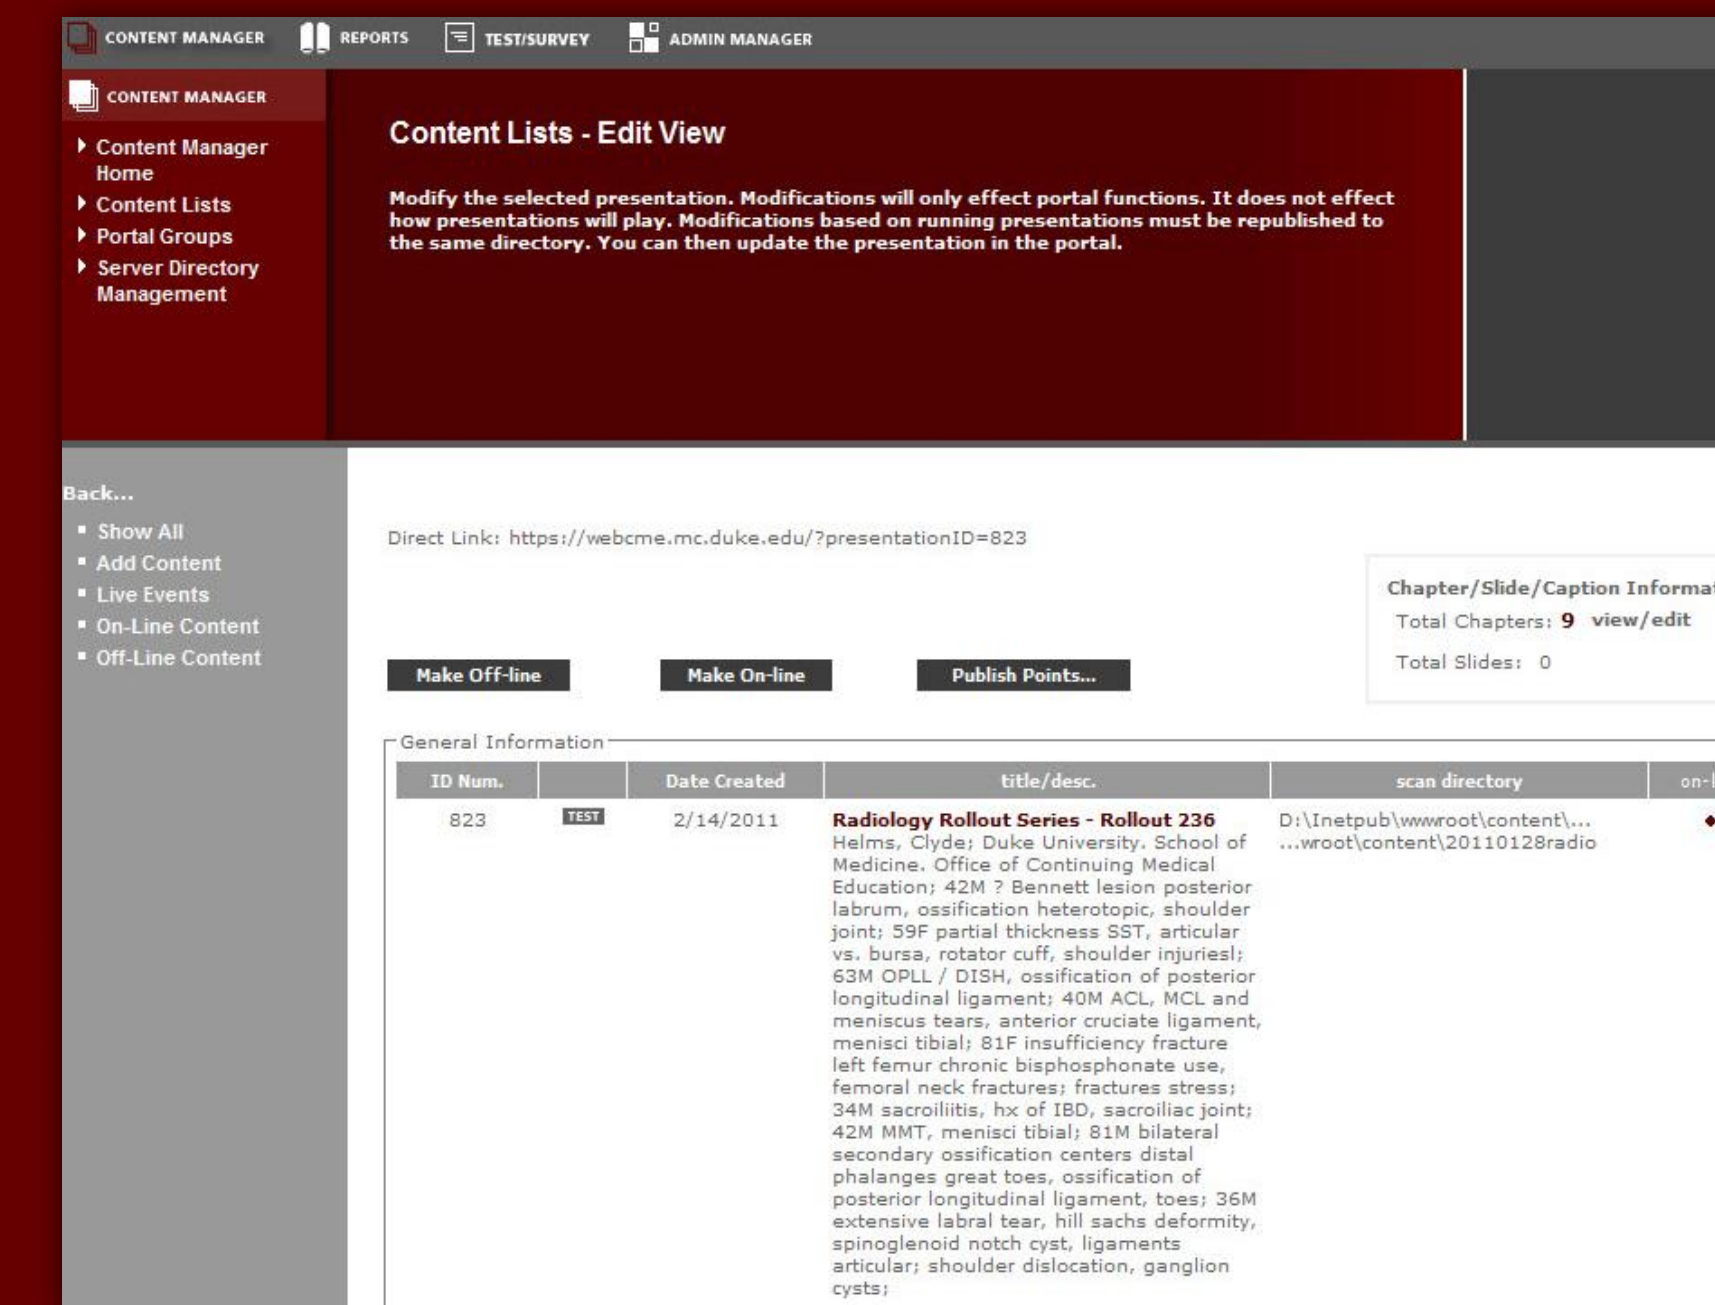 CONTENT MANAGER REPORTS TEST/SURVEY ADMIN MANAGER
CONTENT MANAGER
Content Manager
Home
Content Lists
Portal Groups
Server Directory
Management
Content Lists - Edit View
Modify the selected presentation. Modifications will only effect portal functions. It does not effect
how presentations will play. Modifications based on running presentations must be republished to
the same directory. You can then update the presentation in the portal.
Back...
Show All
Add Content
Live Events
On-Line Content
Off-Line Content
Direct Link: https://webcme.mc.duke.edu/?presentationID=823
Chapter/Slide/Caption Informa
Total Chapters: 9 view/edit
Total Slides: 0
Make Off-line Make On-line Publish Points...
General Information
ID Num. Date Created title/desc. scan directory on-l
823 TEST 2/14/2011
Radiology Rollout Series - Rollout 236
Helms, Clyde; Duke University. School of
Medicine. Office of Continuing Medical
Education; 42M ? Bennett lesion posterior
labrum, ossification heterotopic, shoulder
joint; 59F partial thickness SST, articular
vs. bursa, rotator cuff, shoulder injuriesl;
63M OPLL / DISH, ossification of posterior
longitudinal ligament; 40M ACL, MCL and
meniscus tears, anterior cruciate ligament,
menisci tibial; 81F insufficiency fracture
left femur chronic bisphosphonate use,
femoral neck fractures; fractures stress;
34M sacroiliitis, hx of IBD, sacroiliac joint;
42M MMT, menisci tibial; 81M bilateral
secondary ossification centers distal
phalanges great toes, ossification of
posterior longitudinal ligament, toes; 36M
extensive labral tear, hill sachs deformity,
spinoglenoid notch cyst, ligaments
articular; shoulder dislocation, ganglion
cysts;
D:\Inetpub\wwwroot\content\...
...wroot\content\20110128radio